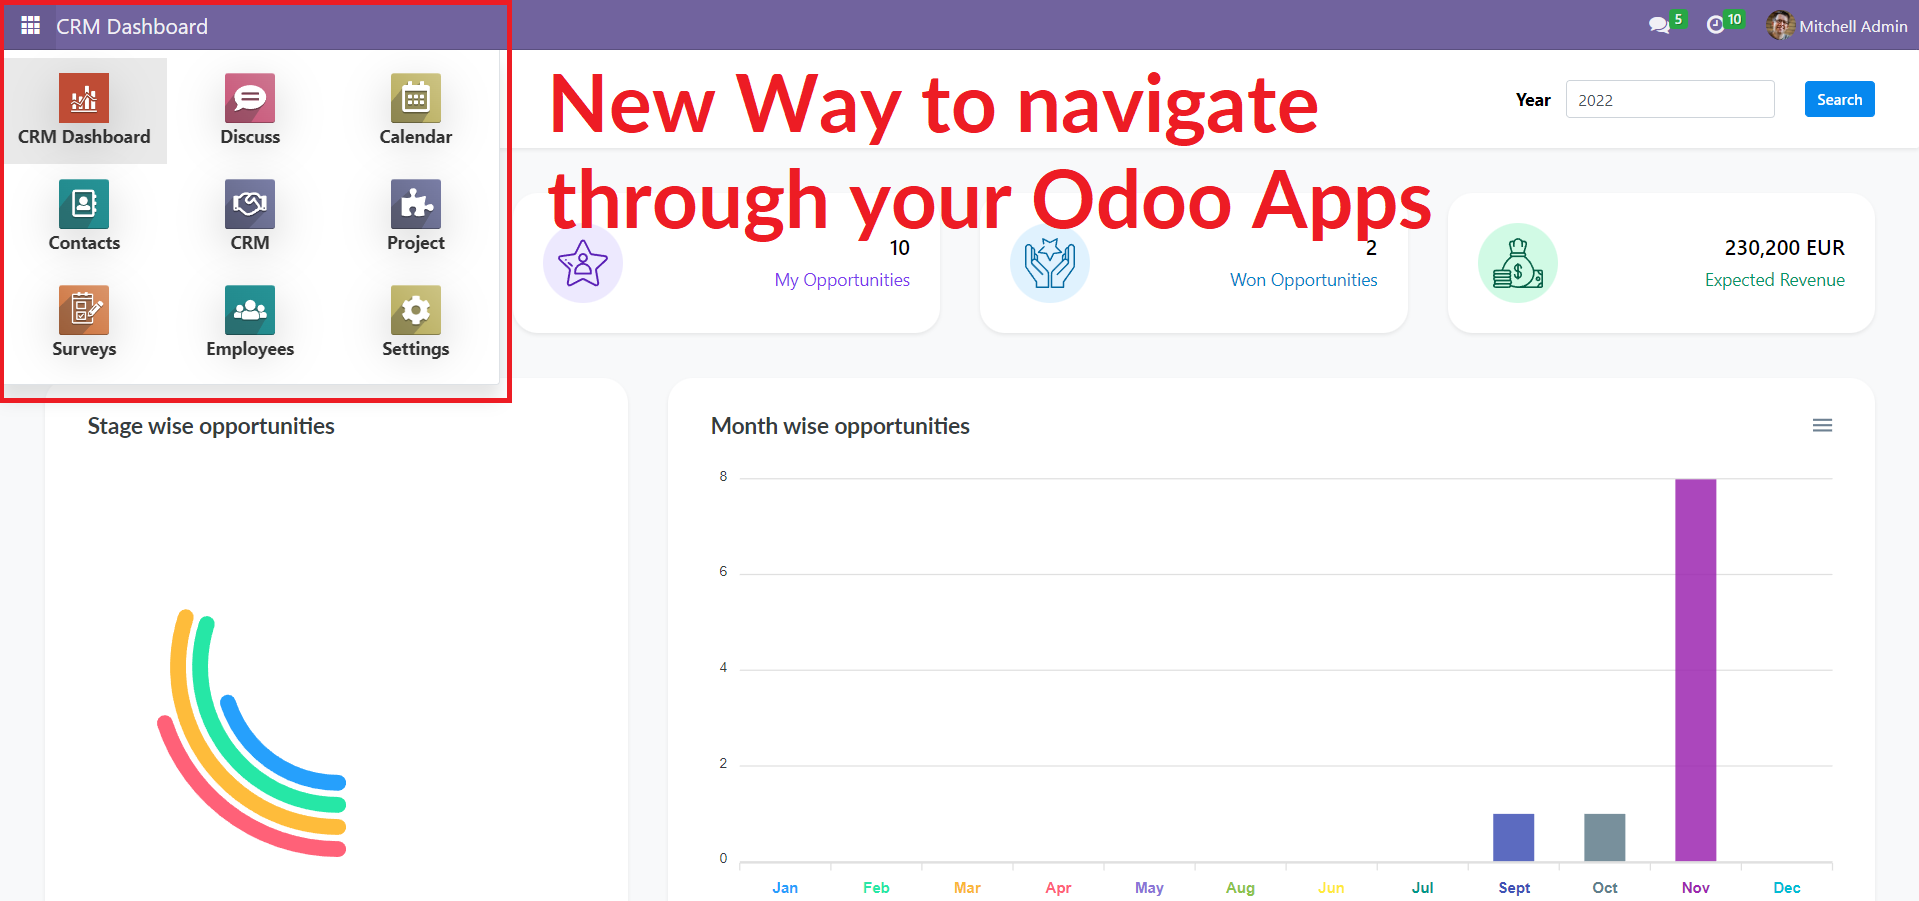 CRM Dashboard
5
10
Mitchell Admin
CRM Dashboard
Discuss
Calendar
Contacts
CRM
Project
Surveys
Employees
Settings
New Way to navigate
through your Odoo Apps
Year
2022
Search
10
My Opportunities
2
Won Opportunities
230,200 EUR
Expected Revenue
Stage wise opportunities
Month wise opportunities
8
6
4
2
0
Jan Feb Mar Apr May Aug Jun Jul Sept Oct Nov Dec